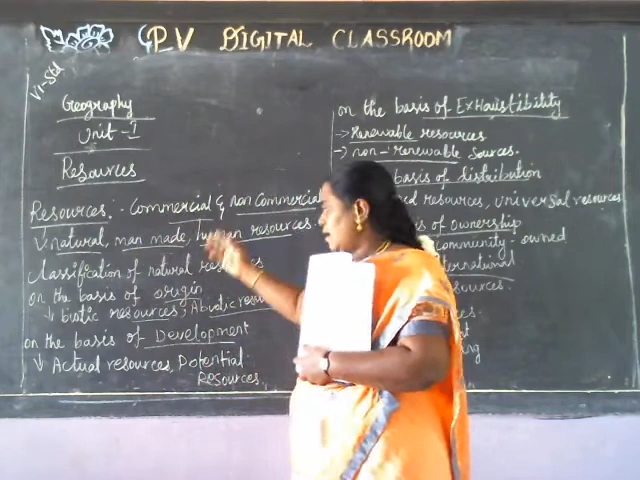 PV DIGITAL CLASSROOM
VI-Std
Geography
Unit-I
Resources
Resources:- Commercial & non Commercial
natural, man made, human resources
Classification of natural resources
on the basis of origin
biotic resources, Abiotic
on the basis of Development
Actual resources, Potential
Resources.
on the basis of Exhaustibility
-> Renewable resources
-> non-renewable sources.
basis of distribution
resources, universal resources
of ownership
community-owned